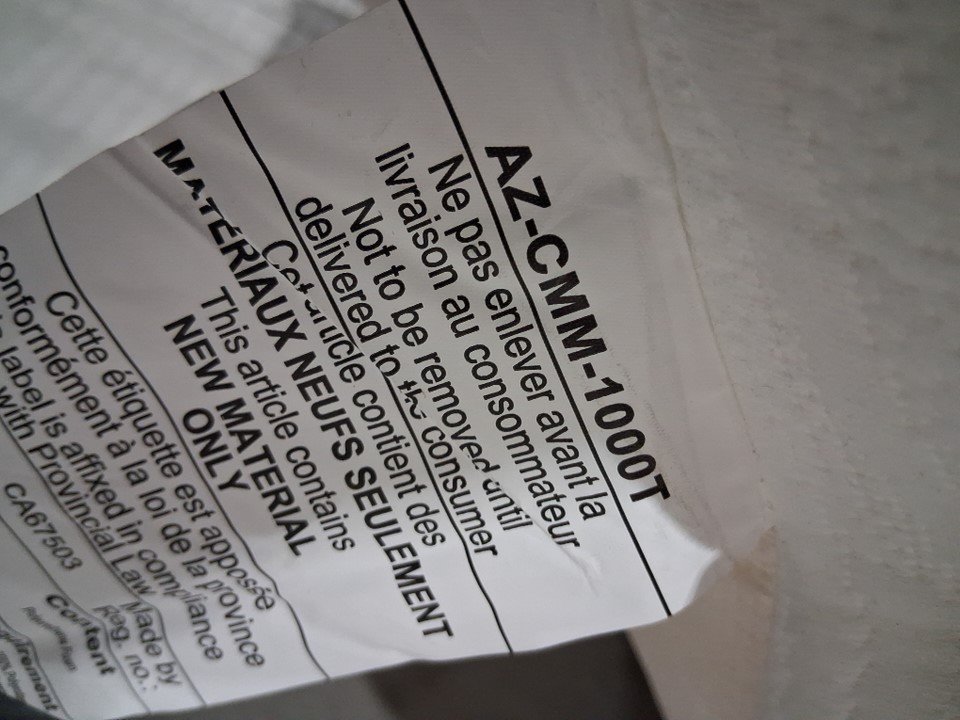 AZ-CMM-1000T
Ne pas enlever avant la
livraison au consommateur
Not to be removed until
delivered to the consumer
Cet article contient des
MATÉRIAUX NEUFS SEULEMENT
This article contains
NEW MATERIAL
ONLY
Cette étiquette est apposée
conformément à la loi de la province
label is affixed in compliance
with Provincial Law Made by
Reg. no.:
CA67503
Content